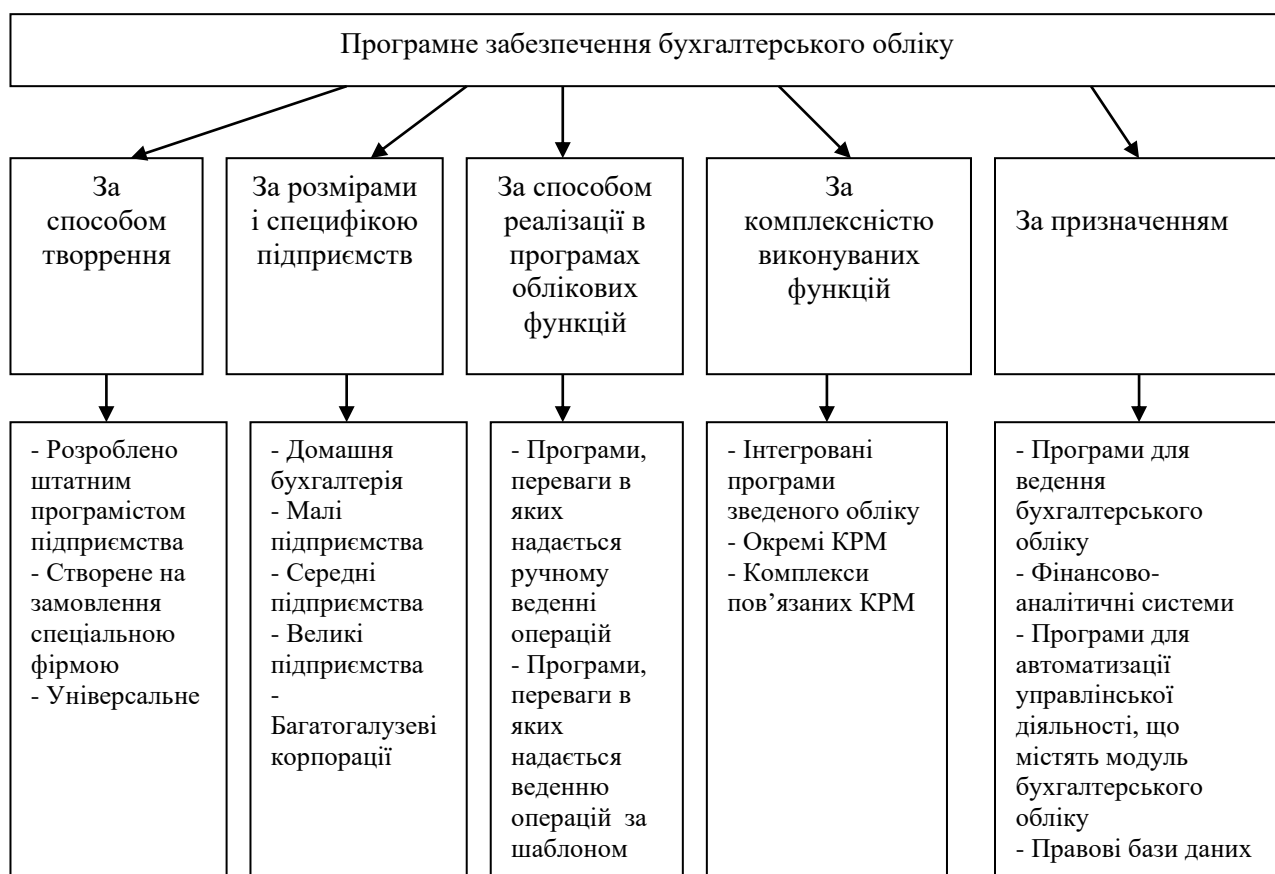 Програмне забезпечення бухгалтерського обліку
За
способом
творрення
За розмірами
і специфікою
підприємств
За способом
реалізації в
програмах
облікових
функцій
За
комплексністю
виконуваних
функцій
За призначенням
- Розроблено
штатним
програмістом
підприємства
- Створене на
замовлення
спеціальною
фірмою
- Універсальне
- Домашня
бухгалтерія
- Малі
підприємства
- Середні
підприємства
- Великі
підприємства
-
Багатогалузеві
корпорації
- Програми,
переваги в
яких
надається
ручному
веденні
операцій
- Програми,
переваги в
яких
надається
веденню
операцій за
шаблоном
- Інтегровані
програми
зведеного обліку
- Окремі КРМ
- Комплекси
пов’язаних КРМ
- Програми для
ведення
бухгалтерського
обліку
- Фінансово-
аналітичні системи
- Програми для
автоматизації
управлінської
діяльності, що
містять модуль
бухгалтерського
обліку
- Правові бази даних